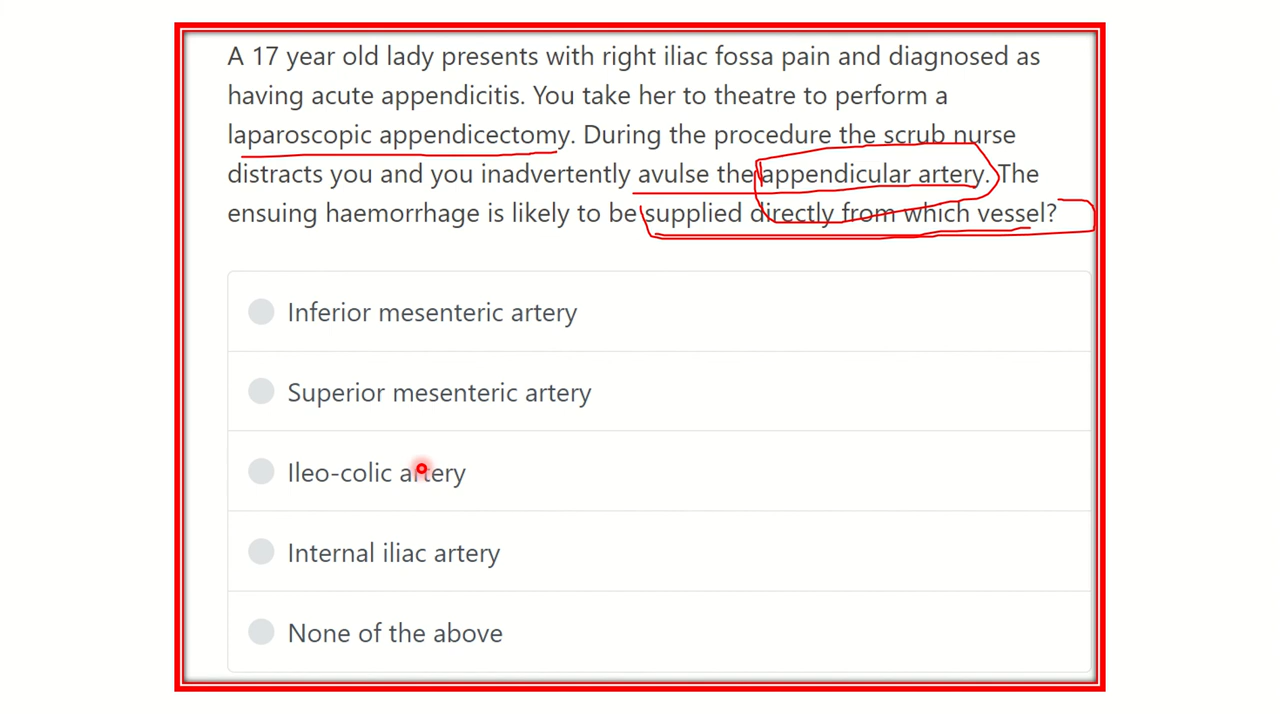 A 17 year old lady presents with right iliac fossa pain and diagnosed as
having acute appendicitis. You take her to theatre to perform a
laparoscopic appendicectomy. During the procedure the scrub nurse
distracts you and you inadvertently avulse the appendicular artery. The
ensuing haemorrhage is likely to be supplied directly from which vessel?
Inferior mesenteric artery
Superior mesenteric artery
Ileo-colic artery
Internal iliac artery
None of the above